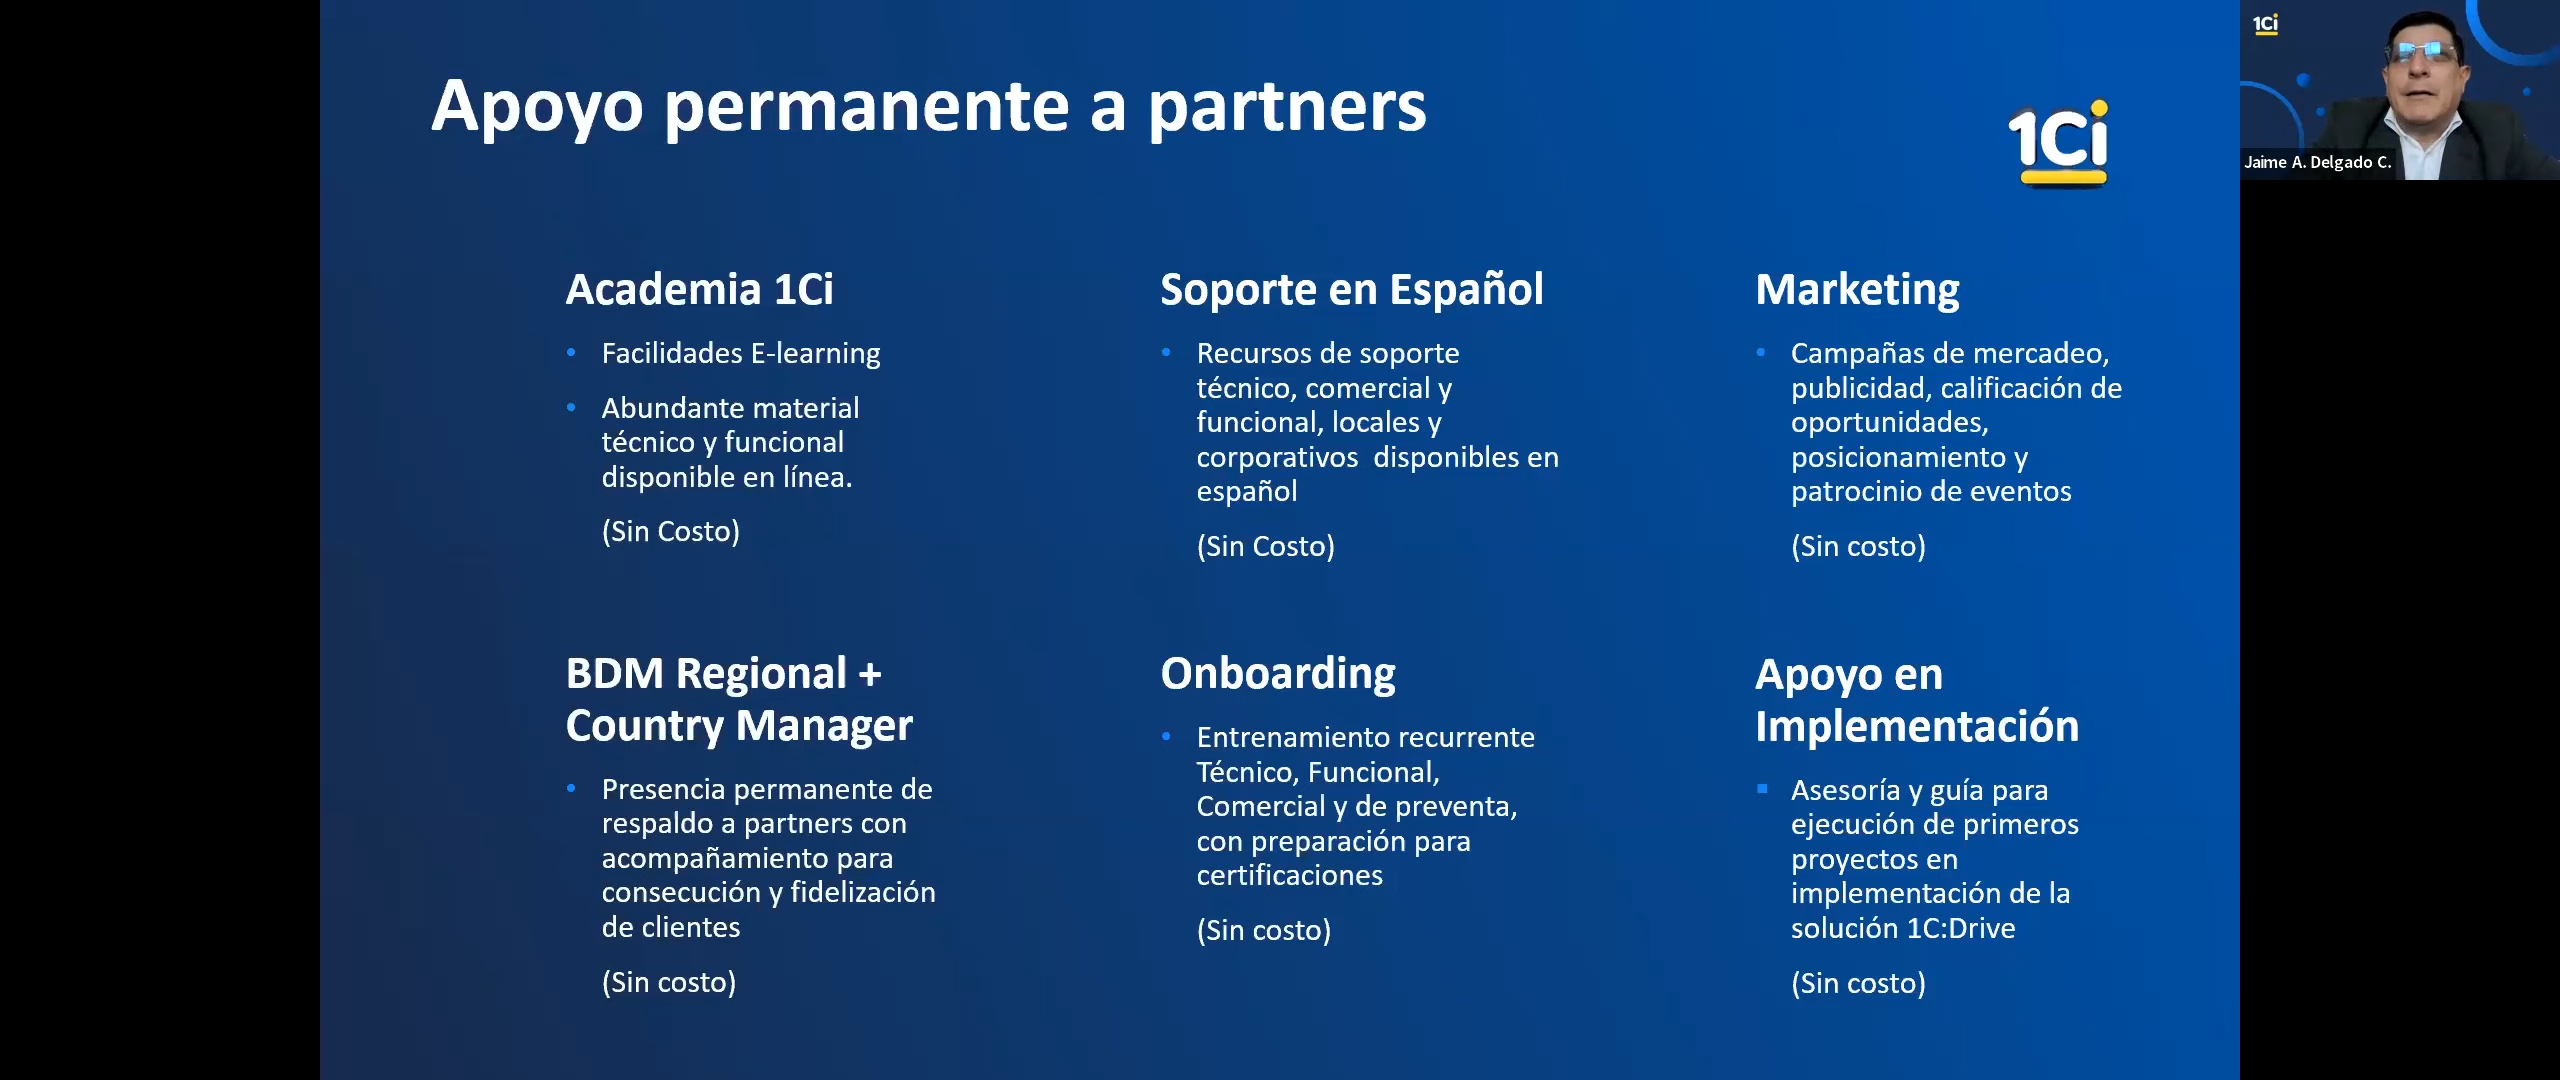 Apoyo permanente a partners
1Ci
1Ci
Jaime A. Delgado C.
Academia 1Ci
• Facilidades E-learning
• Abundante material
técnico y funcional
disponible en línea.
(Sin Costo)
Soporte en Español
• Recursos de soporte
técnico, comercial y
funcional, locales y
corporativos  disponibles en
español
(Sin Costo)
Marketing
• Campañas de mercadeo,
publicidad, calificación de
oportunidades,
posicionamiento y
patrocinio de eventos
(Sin costo)
BDM Regional +
Country Manager
• Presencia permanente de
respaldo a partners con
acompañamiento para
consecución y fidelización
de clientes
(Sin costo)
Onboarding
• Entrenamiento recurrente
Técnico, Funcional,
Comercial y de preventa,
con preparación para
certificaciones
(Sin costo)
Apoyo en
Implementación
▪ Asesoría y guía para
ejecución de primeros
proyectos en
implementación de la
solución 1C:Drive
(Sin costo)